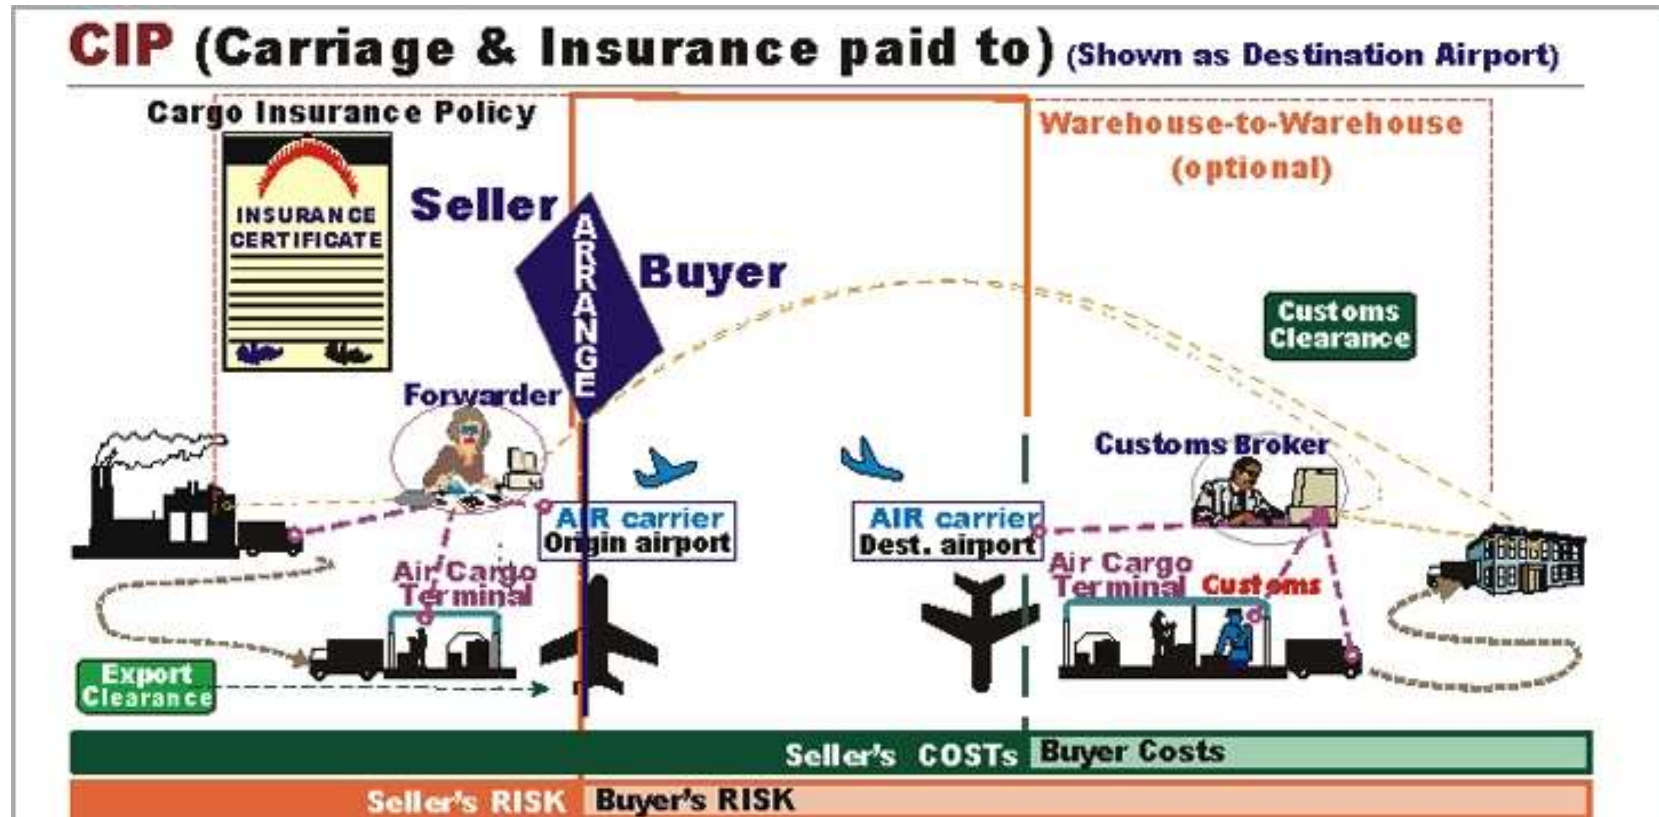 CIP (Carriage & Insurance paid to) (Shown as Destination Airport)
Cargo Insurance Policy
Warehouse-to-Warehouse
(optional)
INSURANCE
CERTIFICATE
Seller
ARRANGE
Buyer
Customs
Clearance
Forwarder
Customs Broker
AIR carrier
Origin airport
AIR carrier
Dest. airport
Air Cargo
Terminal
Air Cargo
Terminal
Customs
Export
Clearance
Seller's COSTs
Buyer Costs
Seller's RISK
Buyer's RISK